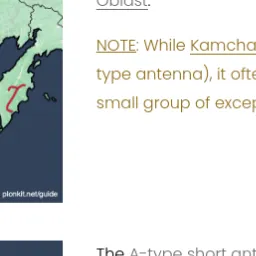 Oblast.
NOTE: While Kamcha
type antenna), it ofte
small group of excep
plonkit.net/guide
The A-type short ant